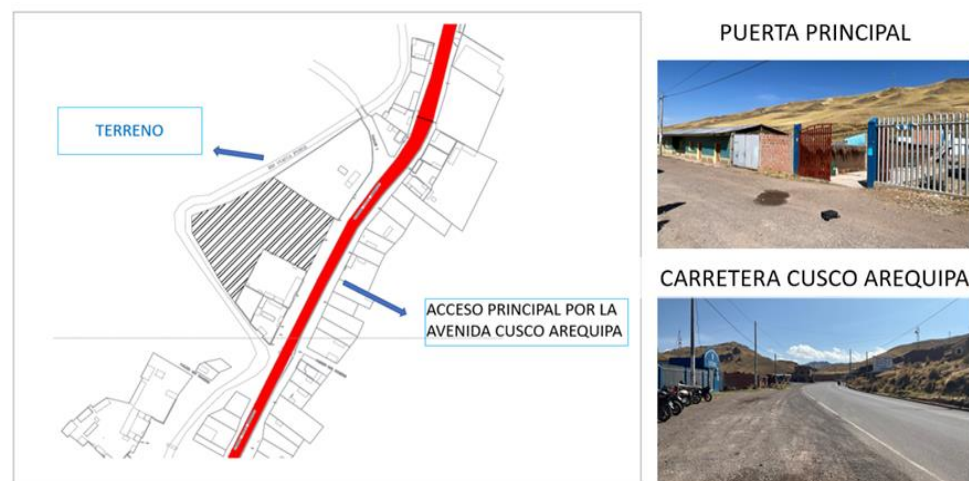 PUERTA PRINCIPAL
TERRENO
ACCESO PRINCIPAL POR LA
AVENIDA CUSCO AREQUIPA
CARRETERA CUSCO AREQUIPA